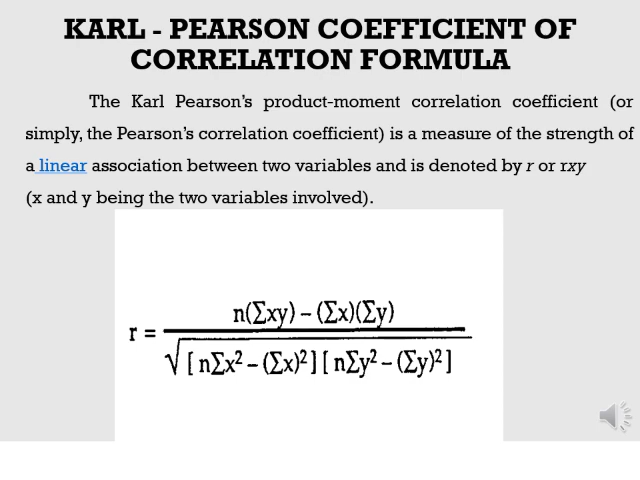 KARL - PEARSON COEFFICIENT OF
CORRELATION FORMULA
The Karl Pearson's product-moment correlation coefficient (or
simply, the Pearson's correlation coefficient) is a measure of the strength of
a linear association between two variables and is denoted by r or rxy
(x and y being the two variables involved).
r = n(∑xy) – (∑x)(∑y) / √[ n∑x² – (∑x)² ] [ n∑y² – (∑y)² ]